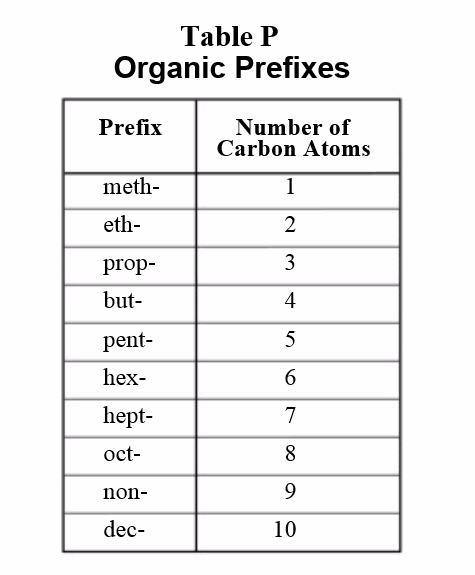 Table P
Organic Prefixes
Prefix Number of
Carbon Atoms
meth- 1
eth- 2
prop- 3
but- 4
pent- 5
hex- 6
hept- 7
oct- 8
non- 9
dec- 10